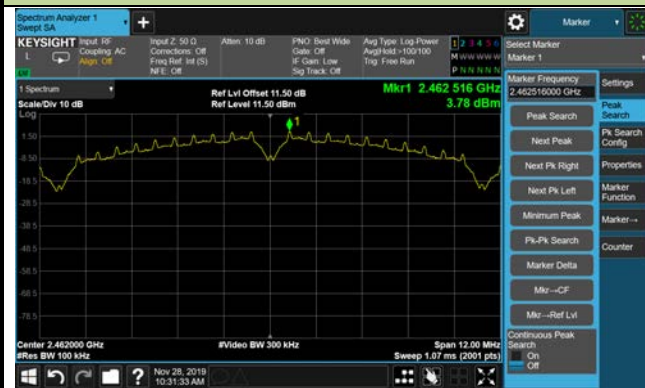 Spectrum Analyzer 1
Swept SA
Marker
KEYSIGHT
Input: RF
Coupling: AC
Align: Off
Input Z: 50 Ω
Corrections: Off
Freq Ref: Int (S)
NFE: Off
Atten: 10 dB
PNO: Best Wide
Gate: Off
IF Gain: Low
Sig Track: Off
Avg Type: Log-Power
Avg|Hold:>100/100
Trig: Free Run
1 2 3 4 5 6
M W W W W W
P N N N N N
Select Marker
Marker 1
1 Spectrum
Scale/Div 10 dB
Log
Ref Lvl Offset 11.50 dB
Ref Level 11.50 dBm
Mkr1 2.462 516 GHz
3.78 dBm
1
1.50
-8.50
-28.5
-38.5
-48.5
-58.5
-78.5
Center 2.462000 GHz
#Res BW 100 kHz
#Video BW 300 kHz
Span 12.00 MHz
Sweep 1.07 ms (2001 pts)
Marker Frequency
2.462516000 GHz
Peak Search
Next Peak
Next Pk Right
Next Pk Left
Minimum Peak
Pk-Pk Search
Marker Delta
Mkr→CF
Mkr→Ref Lvl
Continuous Peak
Search
On
Off
Settings
Peak
Search
Pk Search
Config
Properties
Marker
Function
Marker→
Counter
Nov 28, 2019
10:31:33 AM